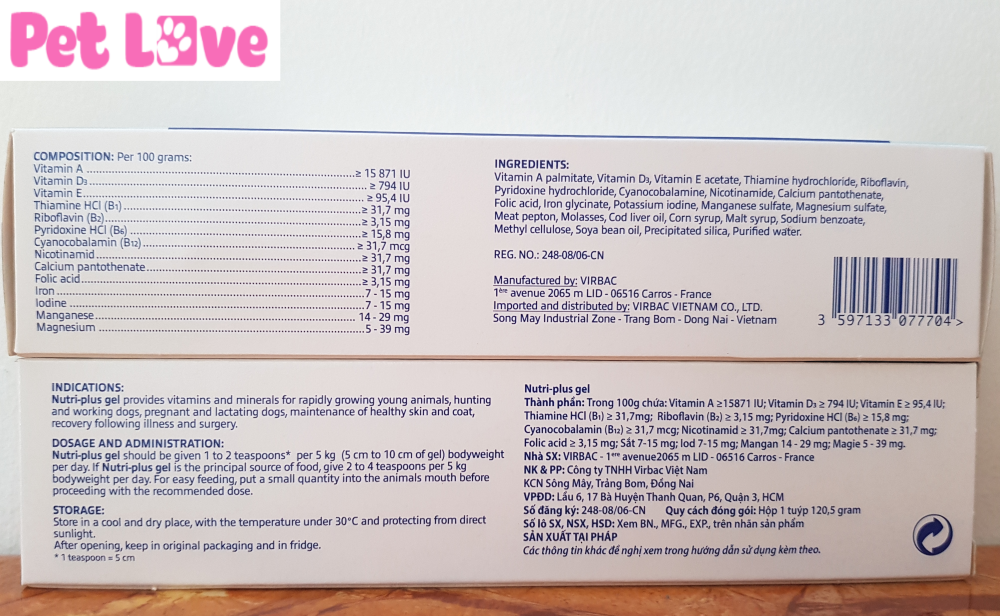 Pet Love
COMPOSITION: Per 100 grams:
Vitamin A ≥ 15 871 IU
Vitamin D3 ≥ 794 IU
Vitamin E ≥ 95,4 IU
Thiamine HCl (B1) ≥ 31,7 mg
Riboflavin (B2) ≥ 3,15 mg
Pyridoxine HCl (B6) ≥ 15,8 mg
Cyanocobalamin (B12) ≥ 31,7 mcg
Nicotinamid ≥ 31,7 mg
Calcium pantothenate ≥ 31,7 mg
Folic acid ≥ 3,15 mg
Iron 7 - 15 mg
Iodine 7 - 15 mg
Manganese 14 - 29 mg
Magnesium 5 - 39 mg
INGREDIENTS:
Vitamin A palmitate, Vitamin D3, Vitamin E acetate, Thiamine hydrochloride, Riboflavin,
Pyridoxine hydrochloride, Cyanocobalamine, Nicotinamide, Calcium pantothenate,
Folic acid, Iron glycinate, Potassium iodine, Manganese sulfate, Magnesium sulfate,
Meat pepton, Molasses, Cod liver oil, Corn syrup, Malt syrup, Sodium benzoate,
Methyl cellulose, Soya bean oil, Precipitated silica, Purified water.
REG. NO.: 248-08/06-CN
Manufactured by: VIRBAC
1ère avenue 2065 m LID - 06516 Carros - France
Imported and distributed by: VIRBAC VIETNAM CO., LTD.
Song May Industrial Zone - Trang Bom - Dong Nai - Vietnam
3 597133 077704 >
INDICATIONS:
Nutri-plus gel provides vitamins and minerals for rapidly growing young animals, hunting
and working dogs, pregnant and lactating dogs, maintenance of healthy skin and coat,
recovery following illness and surgery.
DOSAGE AND ADMINISTRATION:
Nutri-plus gel should be given 1 to 2 teaspoons* per 5 kg (5 cm to 10 cm of gel) bodyweight
per day. If Nutri-plus gel is the principal source of food, give 2 to 4 teaspoons per 5 kg
bodyweight per day. For easy feeding, put a small quantity into the animals mouth before
proceeding with the recommended dose.
STORAGE:
Store in a cool and dry place, with the temperature under 30°C and protecting from direct
sunlight.
After opening, keep in original packaging and in fridge.
* 1 teaspoon = 5 cm
Nutri-plus gel
Thành phần: Trong 100g chứa: Vitamin A ≥15871 IU; Vitamin D3 ≥ 794 IU; Vitamin E ≥ 95,4 IU;
Thiamine HCl (B1) ≥ 31,7mg; Riboflavin (B2) ≥ 3,15 mg; Pyridoxine HCl (B6) ≥ 15,8 mg;
Cyanocobalamin (B12) ≥ 31,7 mcg; Nicotinamid ≥ 31,7mg; Calcium pantothenate ≥ 31,7 mg;
Folic acid ≥ 3,15 mg; Sắt 7-15 mg; Iod 7-15 mg; Mangan 14 - 29 mg; Magie 5 - 39 mg.
Nhà SX: VIRBAC - 1ère avenue2065 m LID - 06516 Carros - France
NK & PP: Công ty TNHH Virbac Việt Nam
KCN Sông Mây, Trảng Bom, Đồng Nai
VPĐD: Lầu 6, 17 Bà Huyện Thanh Quan, P6, Quận 3, HCM
Số đăng ký: 248-08/06-CN Quy cách đóng gói: Hộp 1 tuýp 120,5 gram
Số lô SX, NSX, HSD: Xem BN., MFG., EXP., trên nhãn sản phẩm
SẢN XUẤT TẠI PHÁP
Các thông tin khác đề nghị xem trong hướng dẫn sử dụng kèm theo.